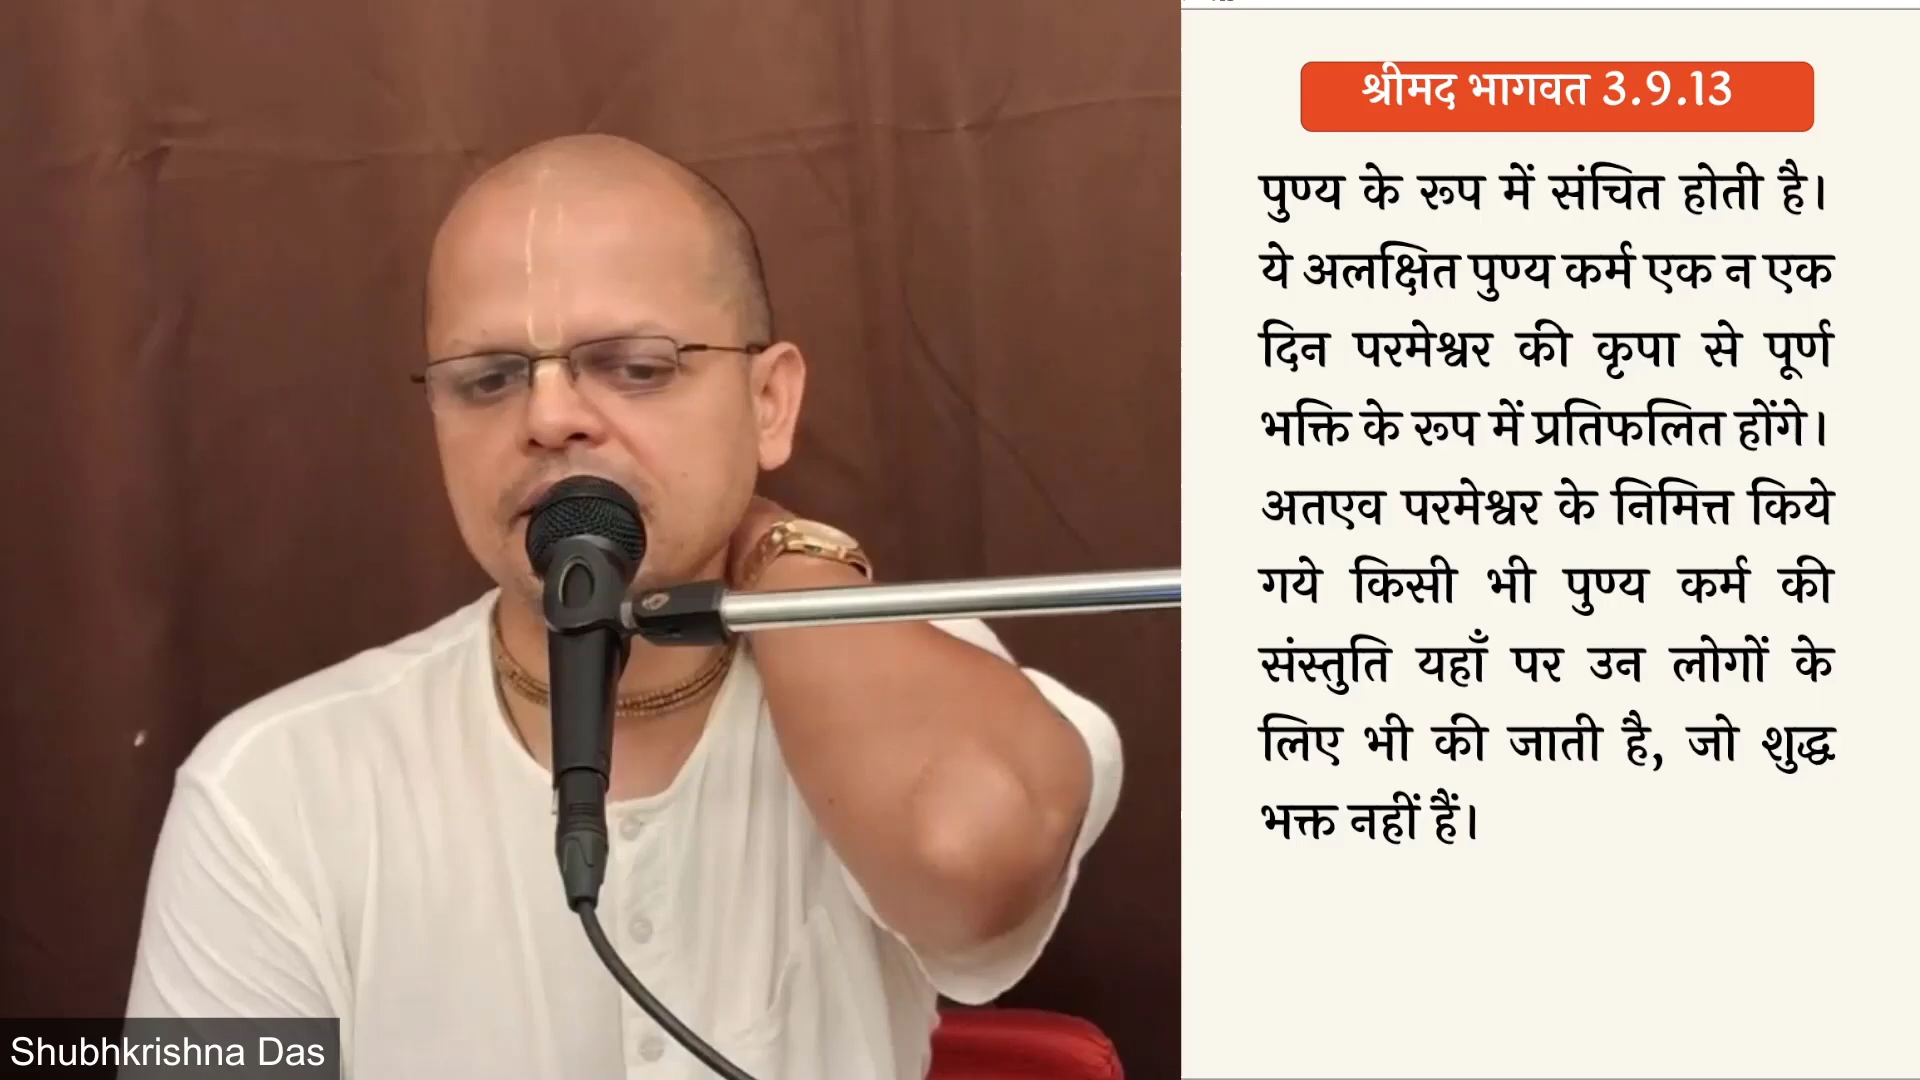 श्रीमद भागवत 3.9.13
पुण्य के रूप में संचित होती है।
ये अलक्षित पुण्य कर्म एक न एक
दिन परमेश्वर की कृपा से पूर्ण
भक्ति के रूप में प्रतिफलित होंगे।
अतएव परमेश्वर के निमित्त किये
गये किसी भी पुण्य कर्म की
संस्तुति यहाँ पर उन लोगों के
लिए भी की जाती है, जो शुद्ध
भक्त नहीं हैं।
Shubhkrishna Das